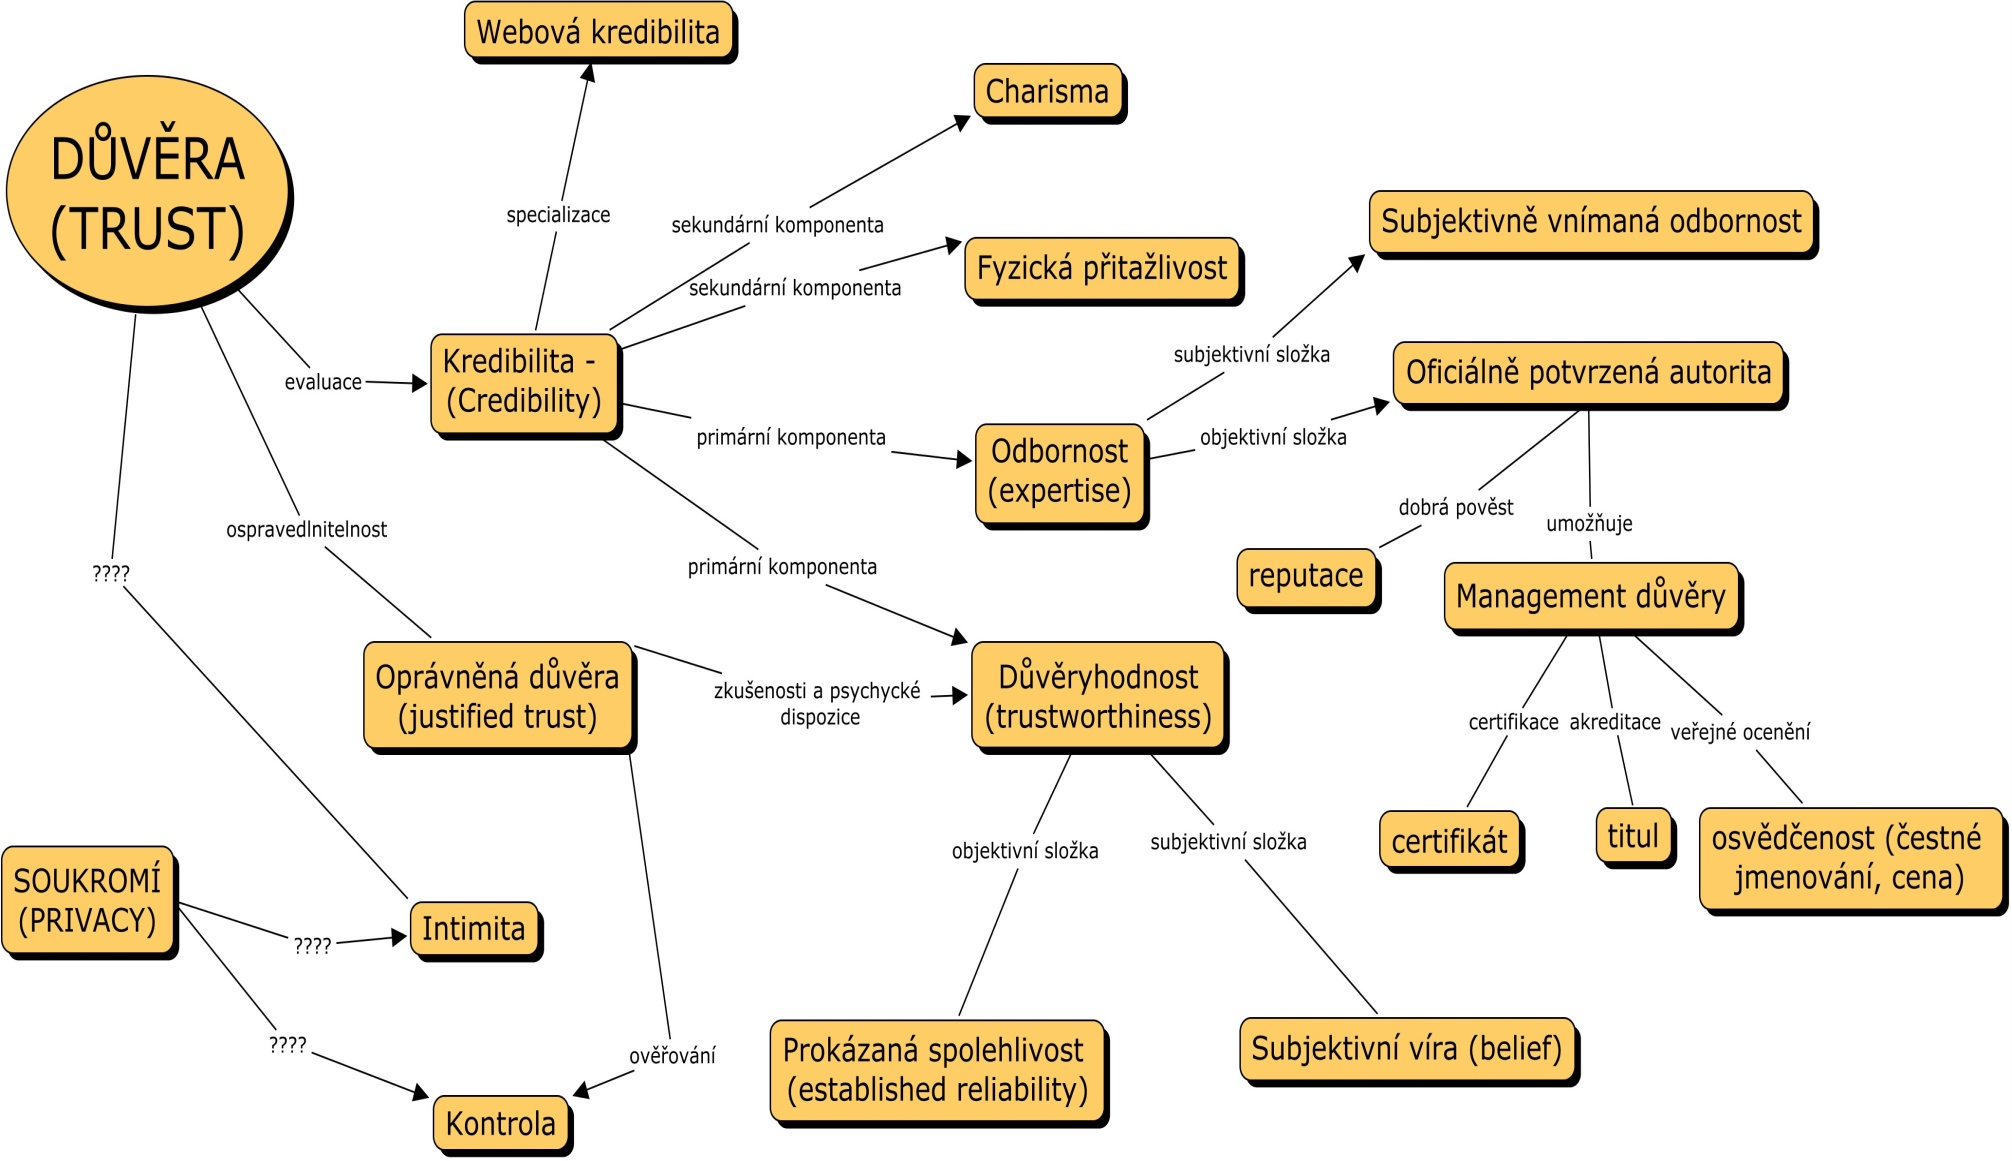 Webová kredibilita
Charisma
DŮVĚRA
(TRUST)
specializace
sekundární komponenta
Subjektivně vnímaná odbornost
Fyzická přitažlivost
sekundární komponenta
Kredibilita -
(Credibility)
evaluace
subjektivní složka
Oficiálně potvrzená autorita
primární komponenta
Odbornost
(expertise)
objektivní složka
dobrá pověst
umožňuje
ospravedlnitelnost
????
primární komponenta
reputace
Management důvěry
Oprávněná důvěra
(justified trust)
zkušenosti a psychycké
dispozice
Důvěryhodnost
(trustworthiness)
certifikace
akreditace
veřejné ocenění
objektivní složka
subjektivní složka
certifikát
titul
osvědčenost (čestné
jmenování, cena)
SOUKROMÍ
(PRIVACY)
????
Intimita
????
ověřování
Prokázaná spolehlivost
(established reliability)
Subjektivní víra (belief)
Kontrola